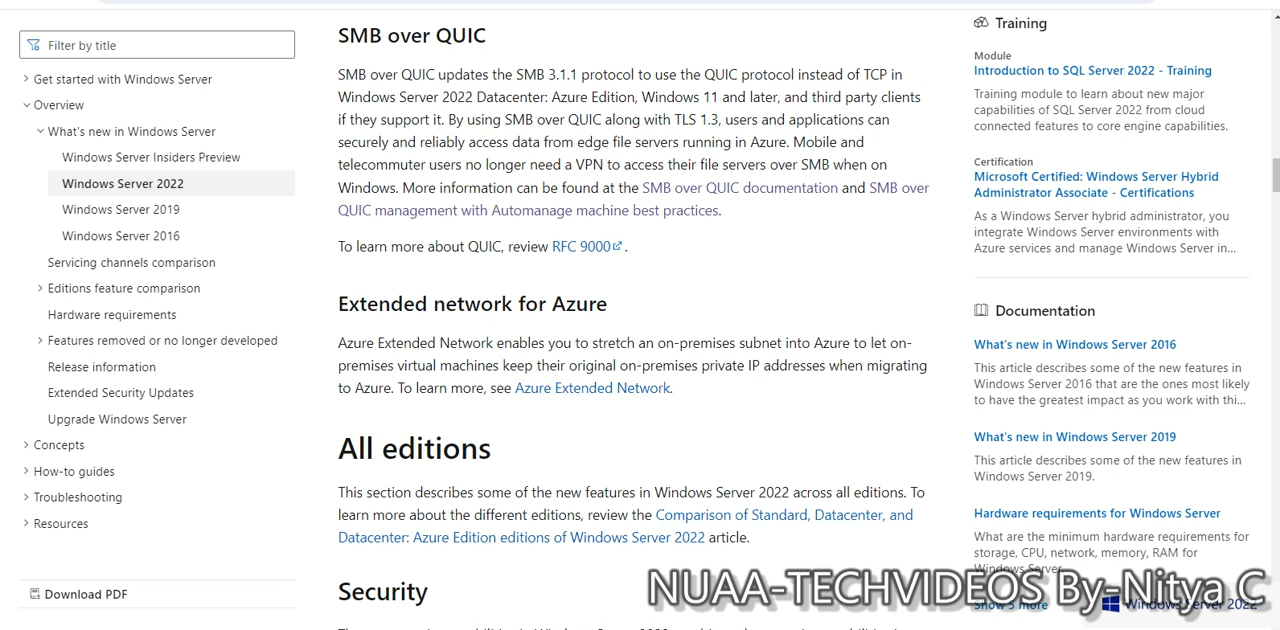 Filter by title
Get started with Windows Server
Overview
What's new in Windows Server
Windows Server Insiders Preview
Windows Server 2022
Windows Server 2019
Windows Server 2016
Servicing channels comparison
Editions feature comparison
Hardware requirements
Features removed or no longer developed
Release information
Extended Security Updates
Upgrade Windows Server
Concepts
How-to guides
Troubleshooting
Resources
Download PDF
SMB over QUIC
SMB over QUIC updates the SMB 3.1.1 protocol to use the QUIC protocol instead of TCP in
Windows Server 2022 Datacenter: Azure Edition, Windows 11 and later, and third party clients
if they support it. By using SMB over QUIC along with TLS 1.3, users and applications can
securely and reliably access data from edge file servers running in Azure. Mobile and
telecommuter users no longer need a VPN to access their file servers over SMB when on
Windows. More information can be found at the SMB over QUIC documentation and SMB over
QUIC management with Automanage machine best practices.
To learn more about QUIC, review RFC 9000.
Extended network for Azure
Azure Extended Network enables you to stretch an on-premises subnet into Azure to let on-
premises virtual machines keep their original on-premises private IP addresses when migrating
to Azure. To learn more, see Azure Extended Network.
All editions
This section describes some of the new features in Windows Server 2022 across all editions. To
learn more about the different editions, review the Comparison of Standard, Datacenter, and
Datacenter: Azure Edition editions of Windows Server 2022 article.
Security
Training
Module
Introduction to SQL Server 2022 - Training
Training module to learn about new major
capabilities of SQL Server 2022 from cloud
connected features to core engine capabilities.
Certification
Microsoft Certified: Windows Server Hybrid
Administrator Associate - Certifications
As a Windows Server hybrid administrator, you
integrate Windows Server environments with
Azure services and manage Windows Server in...
Documentation
What's new in Windows Server 2016
This article describes some of the new features in
Windows Server 2016 that are the ones most likely
to have the greatest impact as you work with thi...
What's new in Windows Server 2019
This article describes some of the new features in
Windows Server 2019.
Hardware requirements for Windows Server
What are the minimum hardware requirements for
storage, CPU, network, memory, RAM for
Windows Server
Show 5 more
NUAA-TECHVIDEOS By-Nitya C
Windows Server 2022